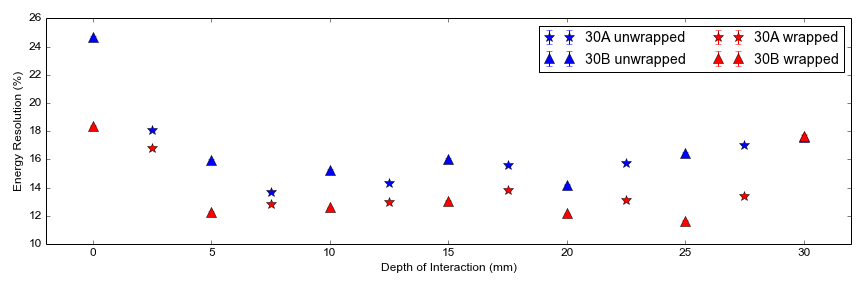 26
24
22
20
18
16
14
12
10
Energy Resolution (%)
30A unwrapped 30A wrapped
30B unwrapped 30B wrapped
0 5 10 15 20 25 30
Depth of Interaction (mm)